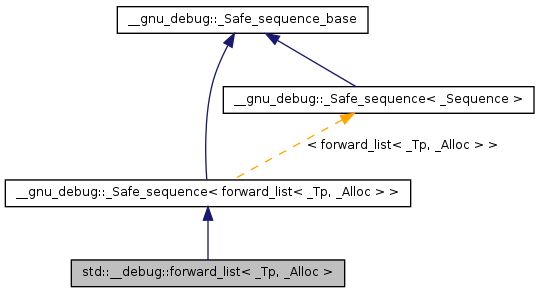 __gnu_debug::_Safe_sequence_base
__gnu_debug::_Safe_sequence< _Sequence >
< forward_list< _Tp, _Alloc > >
__gnu_debug::_Safe_sequence< forward_list< _Tp, _Alloc > >
std::__debug::forward_list< _Tp, _Alloc >